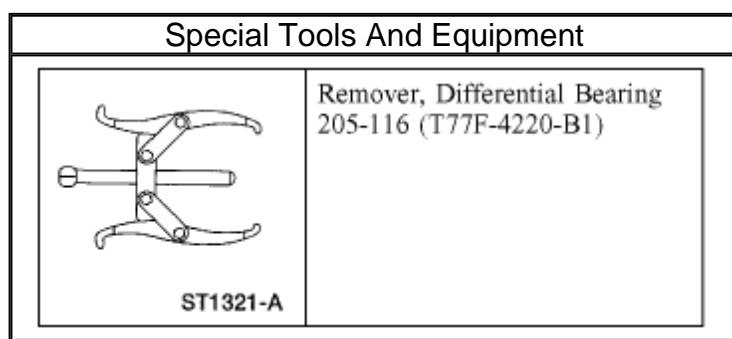 Special Tools And Equipment
Remover, Differential Bearing
205-116 (T77F-4220-B1)
ST1321-A